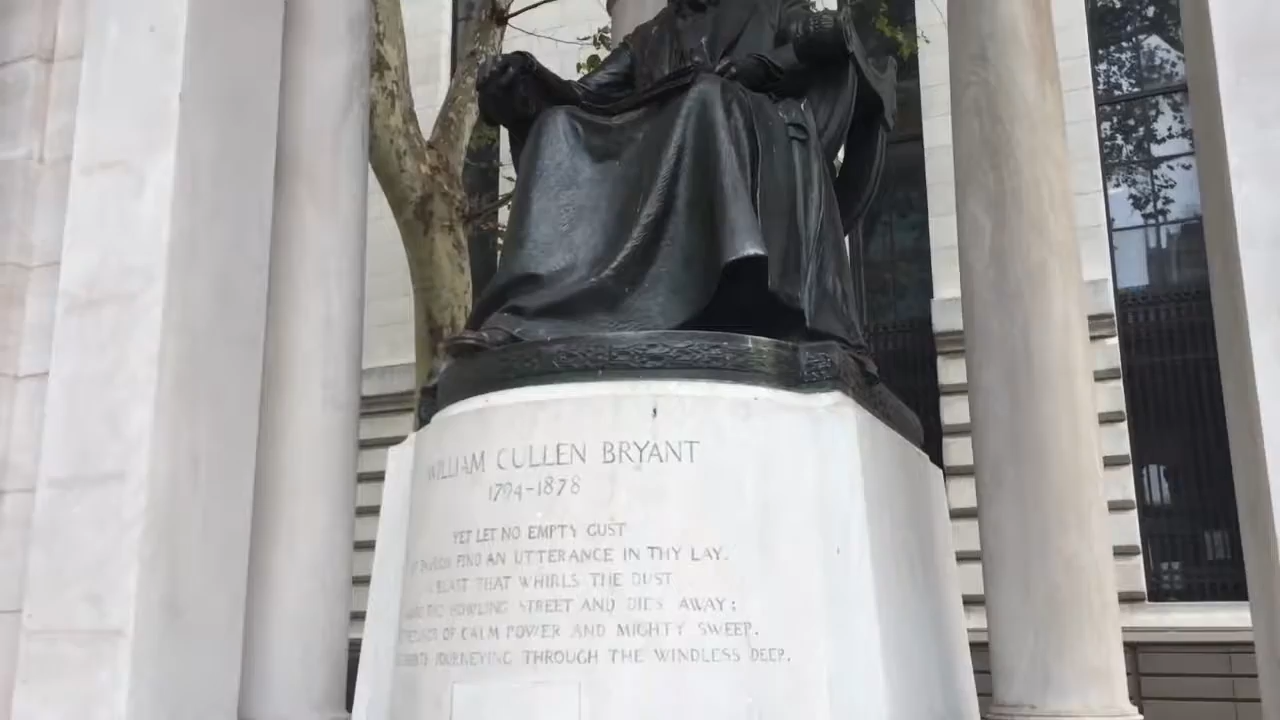 WILLIAM CULLEN BRYANT
1794-1878
YET LET NO EMPTY GUST
FIND AN UTTERANCE IN THY LAY,
BLAST THAT WHIRLS THE DUST
HOWLING STREET AND DIES AWAY;
OF CALM POWER AND MIGHTY SWEEP,
JOURNEYING THROUGH THE WINDLESS DEEP.